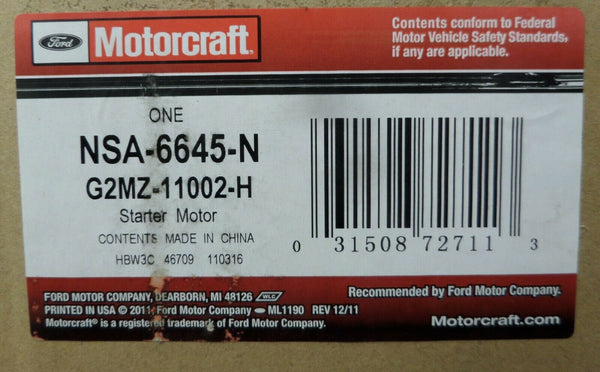 Ford Motorcraft®
Contents conform to Federal
Motor Vehicle Safety Standards,
if any are applicable.
ONE
NSA-6645-N
G2MZ-11002-H
Starter Motor
CONTENTS MADE IN CHINA
HBW3C 46709 110316
0 31508 72711 3
FORD MOTOR COMPANY, DEARBORN, MI 48126 WLC
PRINTED IN USA © 2011, Ford Motor Company ML1190 REV 12/11
Motorcraft® is a registered trademark of Ford Motor Company.
Recommended by Ford Motor Company.
Motorcraft.com